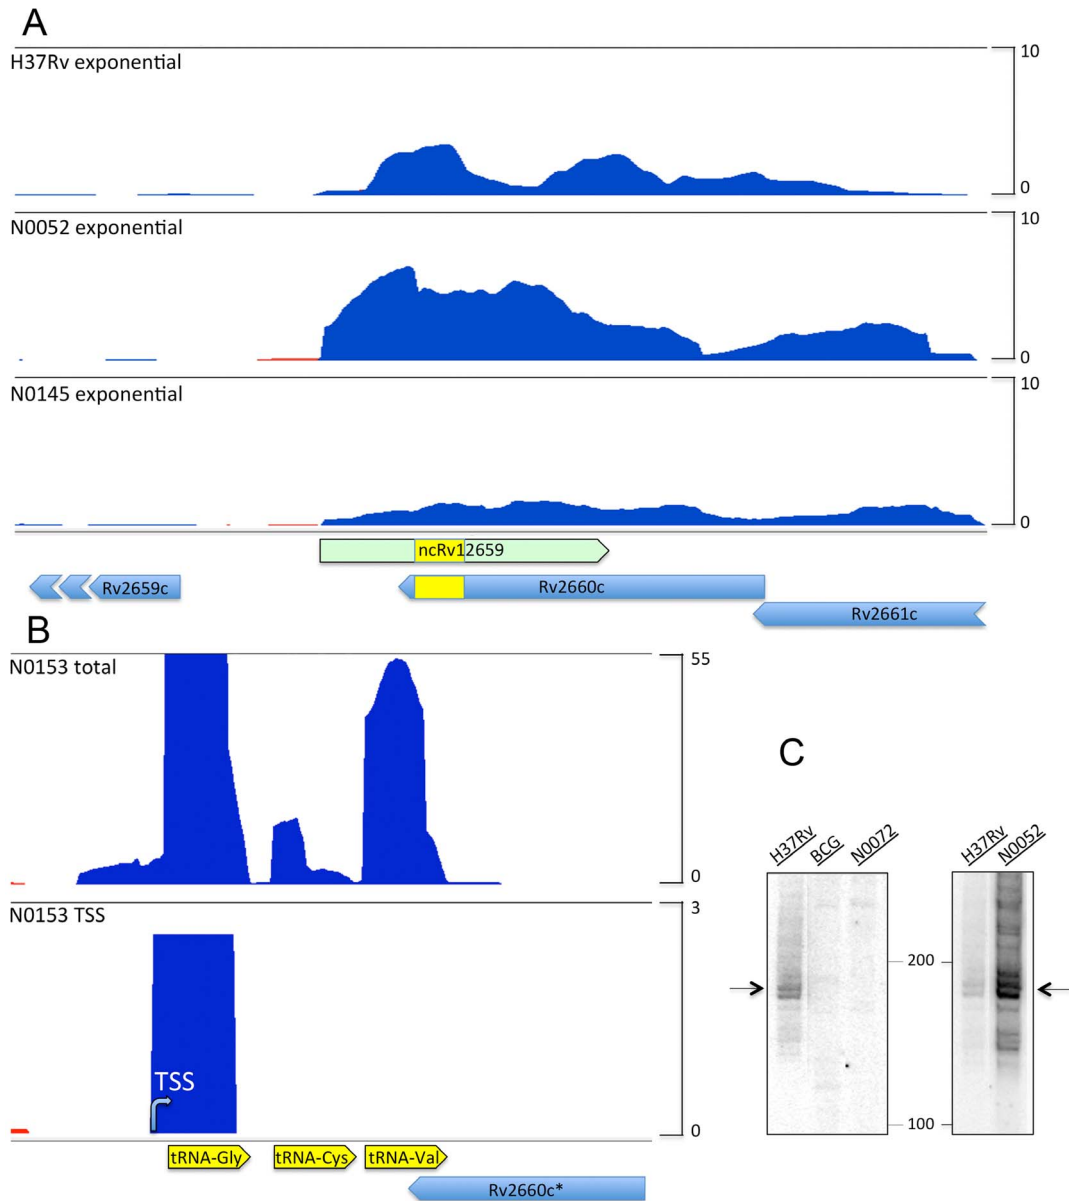 A
H37Rv exponential
10
0
N0052 exponential
10
0
N0145 exponential
10
0
ncRv12659
Rv2659c
Rv2660c
Rv2661c
B
N0153 total
55
0
N0153 TSS
3
TSS
0
tRNA-Gly
tRNA-Cys
tRNA-Val
Rv2660c*
C
H37Rv
BCG
N0072
H37Rv
N0052
200
100